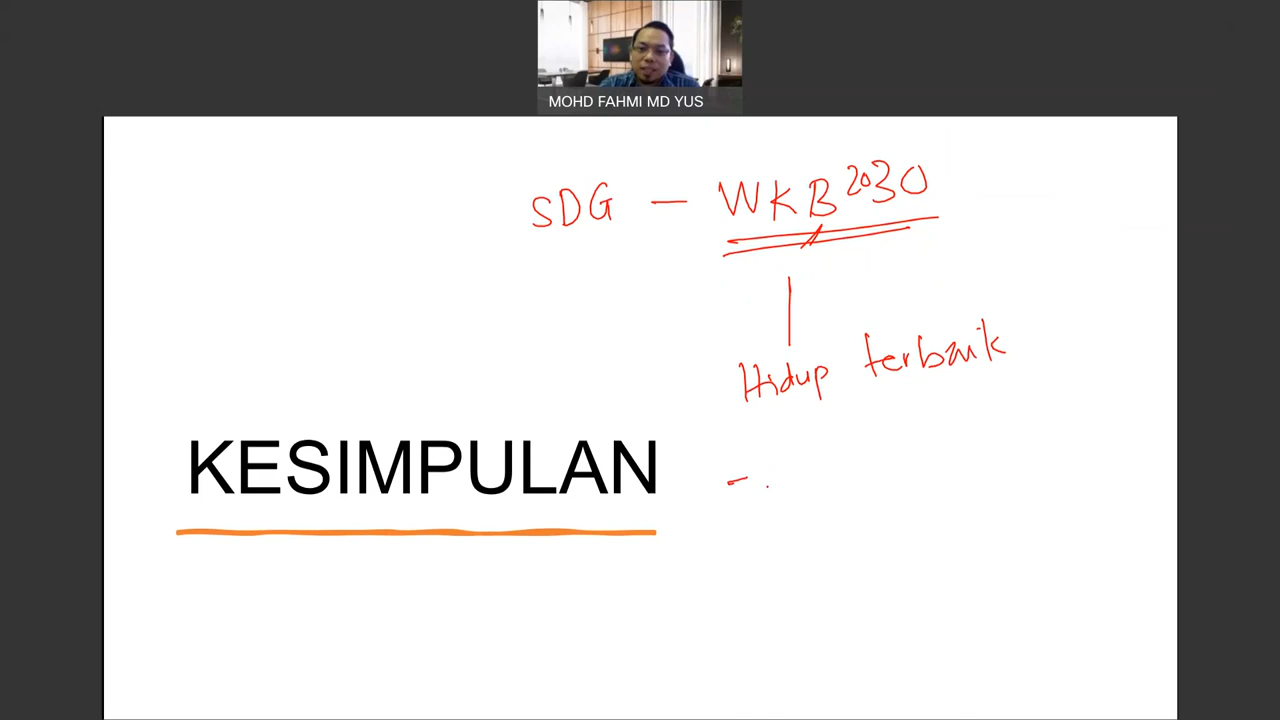 MOHD FAHMI MD YUS
SDG - WKB 2030
Hidup terbaik
KESIMPULAN
-